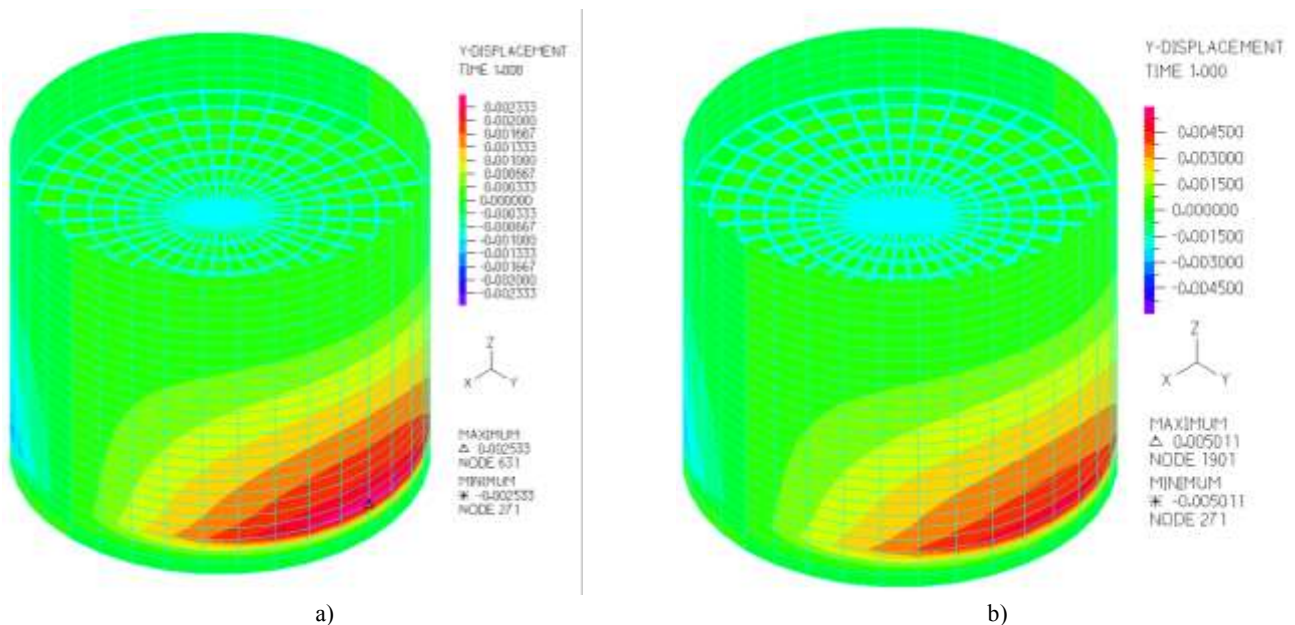 Y-DISPLACEMENT
TIME 1.000
0.002333
0.002000
0.001667
0.001333
0.001000
0.000667
0.000333
0.000000
-0.000333
-0.000667
-0.001000
-0.001333
-0.001667
-0.002000
-0.002333
Z
X
Y
MAXIMUM
△ 0.002533
NODE 631
MINIMUM
* -0.002533
NODE 271
a)
Y-DISPLACEMENT
TIME 1.000
0.004500
0.003000
0.001500
0.000000
-0.001500
-0.003000
-0.004500
Z
X
Y
MAXIMUM
△ 0.005011
NODE 1901
MINIMUM
* -0.005011
NODE 271
b)